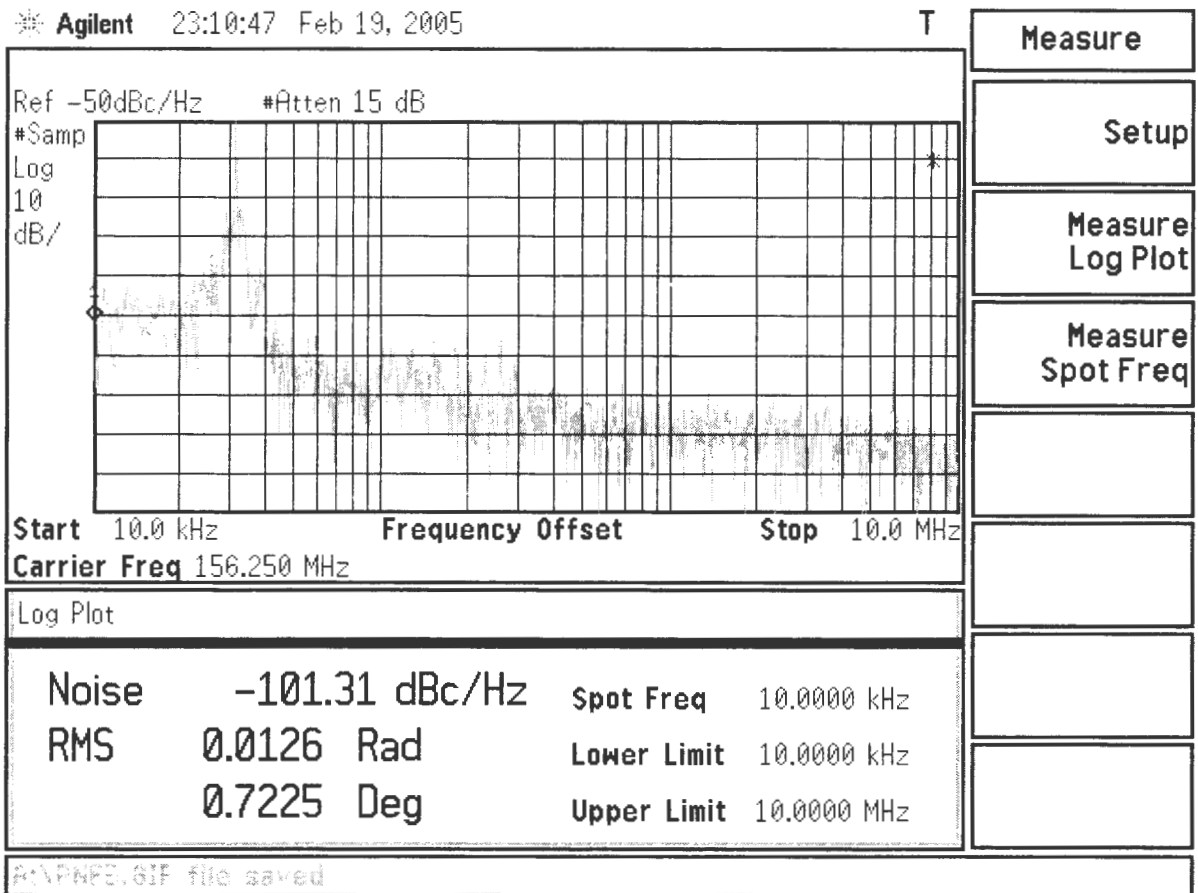 Agilent 23:10:47 Feb 19, 2005 T
Ref -50dBc/Hz #Atten 15 dB
#Samp
Log
10
dB/
Start 10.0 kHz Frequency Offset Stop 10.0 MHz
Carrier Freq 156.250 MHz
Log Plot
Noise -101.31 dBc/Hz Spot Freq 10.0000 kHz
RMS 0.0126 Rad Lower Limit 10.0000 kHz
0.7225 Deg Upper Limit 10.0000 MHz
file saved
Measure
Setup
Measure
Log Plot
Measure
Spot Freq